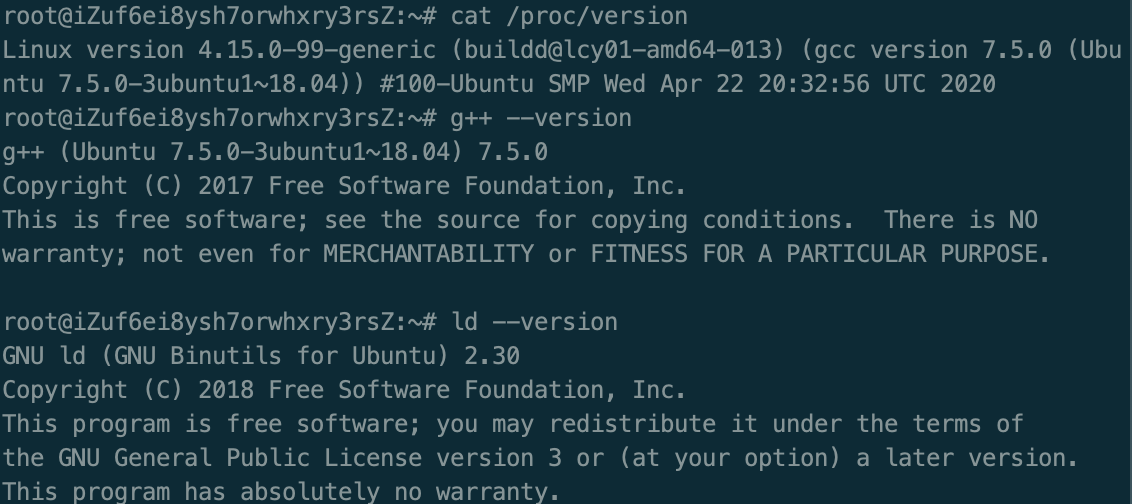 root@iZuf6ei8ysh7orwhxry3rsZ:~# cat /proc/version
Linux version 4.15.0-99-generic (buildd@lcy01-amd64-013) (gcc version 7.5.0 (Ubu
ntu 7.5.0-3ubuntu1~18.04)) #100-Ubuntu SMP Wed Apr 22 20:32:56 UTC 2020
root@iZuf6ei8ysh7orwhxry3rsZ:~# g++ --version
g++ (Ubuntu 7.5.0-3ubuntu1~18.04) 7.5.0
Copyright (C) 2017 Free Software Foundation, Inc.
This is free software; see the source for copying conditions.  There is NO
warranty; not even for MERCHANTABILITY or FITNESS FOR A PARTICULAR PURPOSE.

root@iZuf6ei8ysh7orwhxry3rsZ:~# ld --version
GNU ld (GNU Binutils for Ubuntu) 2.30
Copyright (C) 2018 Free Software Foundation, Inc.
This program is free software; you may redistribute it under the terms of
the GNU General Public License version 3 or (at your option) a later version.
This program has absolutely no warranty.